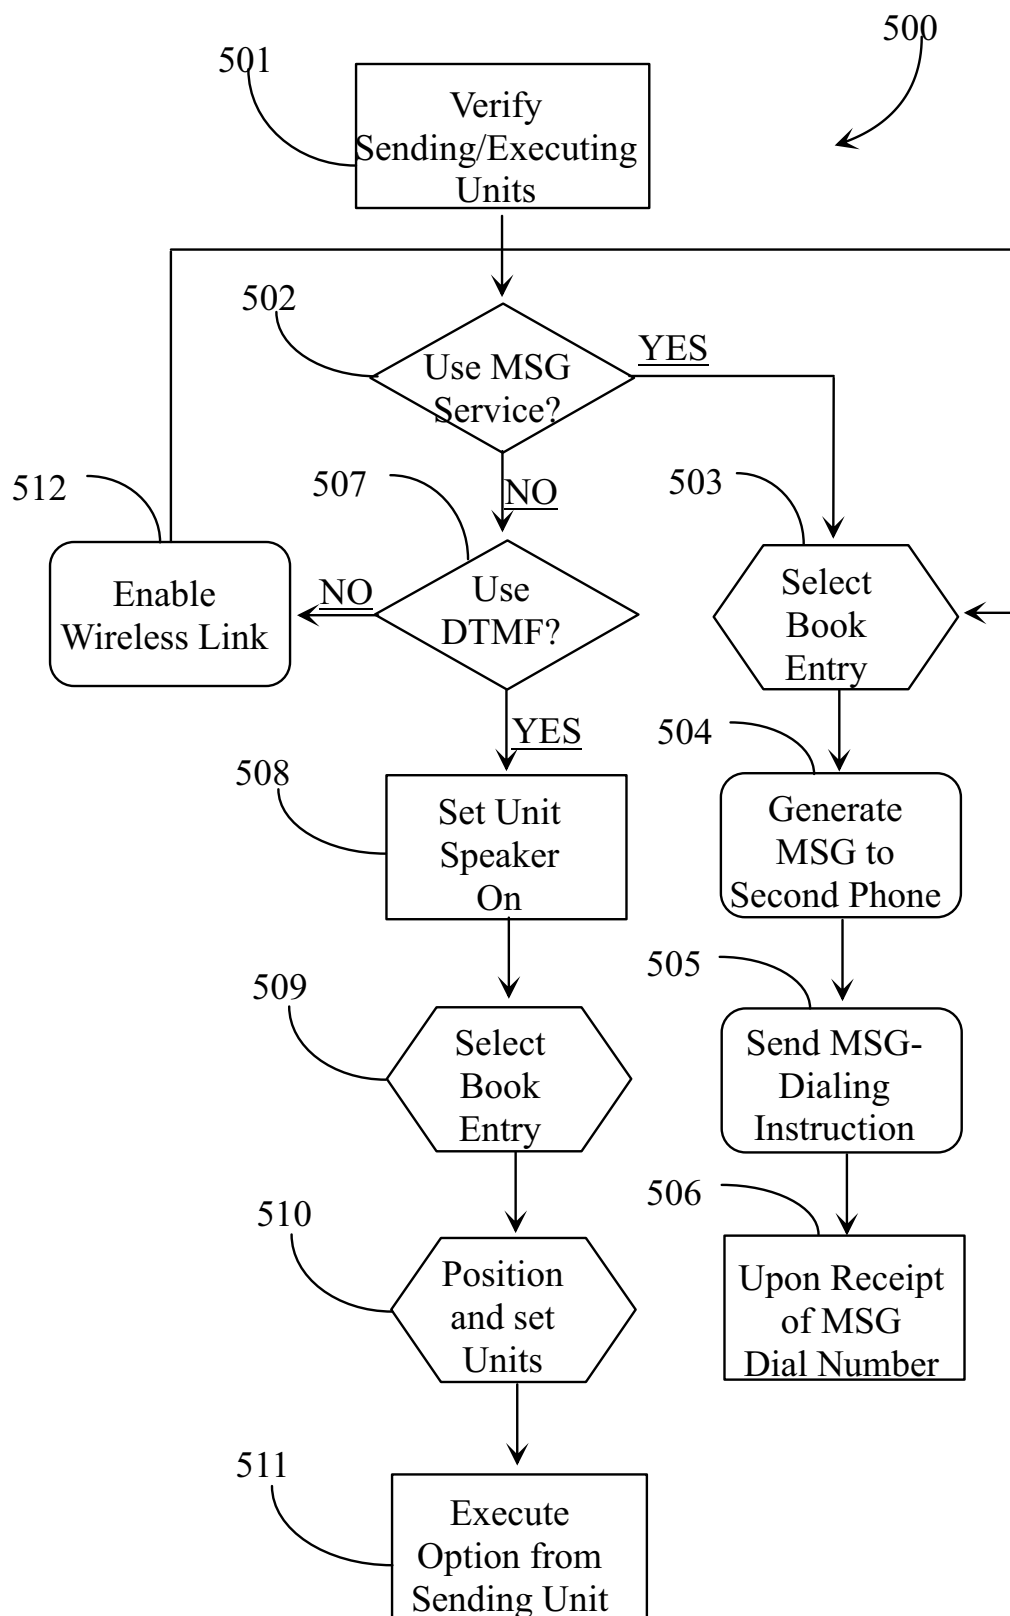 500
501
Verify
Sending/Executing
Units
502
Use MSG
Service?
YES
NO
503
Select
Book
Entry
507
Use
DTMF?
NO
512
Enable
Wireless Link
YES
504
Generate
MSG to
Second Phone
508
Set Unit
Speaker
On
505
Send MSG-
Dialing
Instruction
509
Select
Book
Entry
506
Upon Receipt
of MSG
Dial Number
510
Position
and set
Units
511
Execute
Option from
Sending Unit